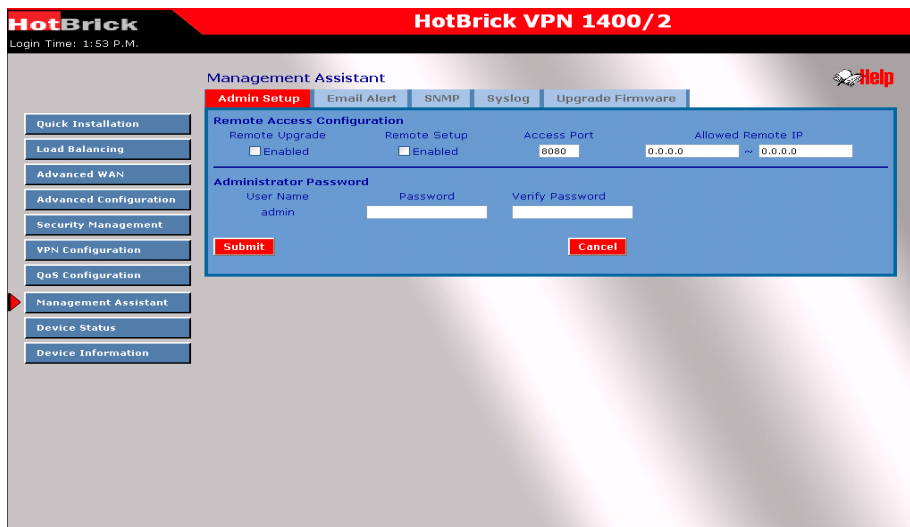 HotBrick
HotBrick VPN 1400/2
Login Time: 1:53 P.M.
Management Assistant
Help
Admin Setup Email Alert SNMP Syslog Upgrade Firmware
Quick Installation
Load Balancing
Advanced WAN
Advanced Configuration
Security Management
VPN Configuration
QoS Configuration
Management Assistant
Device Status
Device Information
Remote Access Configuration
Remote Upgrade Remote Setup Access Port Allowed Remote IP
Enabled Enabled 8080 0.0.0.0 ~ 0.0.0.0
Administrator Password
User Name Password Verify Password
admin
Submit Cancel